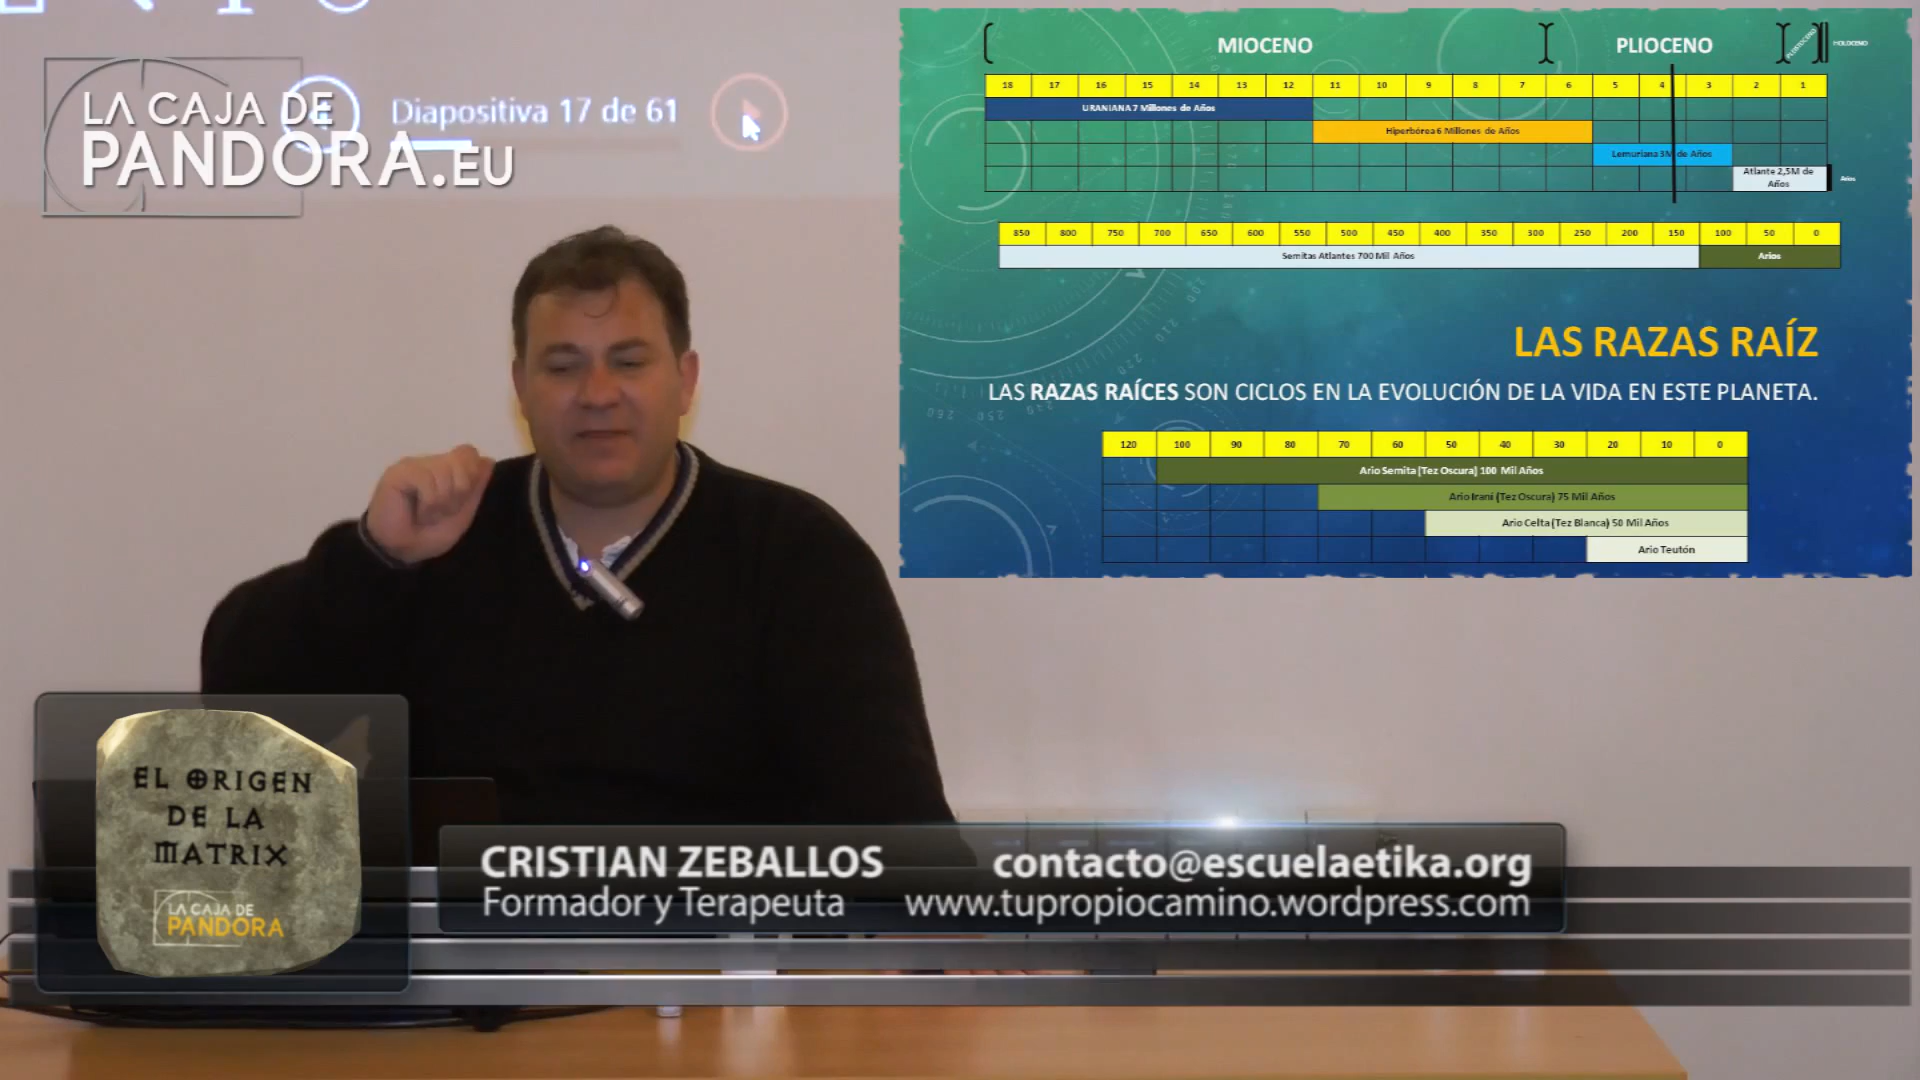 LA CAJA DE
PANDORA.EU
Diapositiva 17 de 61
MIOCENO
PLIOCENO
PLEISTOCENO
HOLOCENO
18 17 16 15 14 13 12 11 10 9 8 7 6 5 4 3 2 1
URANIANA 7 Millones de Años
Hiperbórea 6 Millones de Años
Lemuriana 3M de Años
Atlante 2,5M de
Años
Arios
850 800 750 700 650 600 550 500 450 400 350 300 250 200 150 100 50 0
Semitas Atlantes 700 Mil Años
Arios
LAS RAZAS RAÍZ
LAS RAZAS RAÍCES SON CICLOS EN LA EVOLUCIÓN DE LA VIDA EN ESTE PLANETA.
120 100 90 80 70 60 50 40 30 20 10 0
Ario Semita (Tez Oscura) 100 Mil Años
Ario Irani (Tez Oscura) 75 Mil Años
Ario Celta (Tez Blanca) 50 Mil Años
Ario Teutón
EL ORIGEN
DE LA
MATRIX
LA CAJA DE
PANDORA
CRISTIAN ZEBALLOS
Formador y Terapeuta
contacto@escuelaetika.org
www.tupropiocamino.wordpress.com